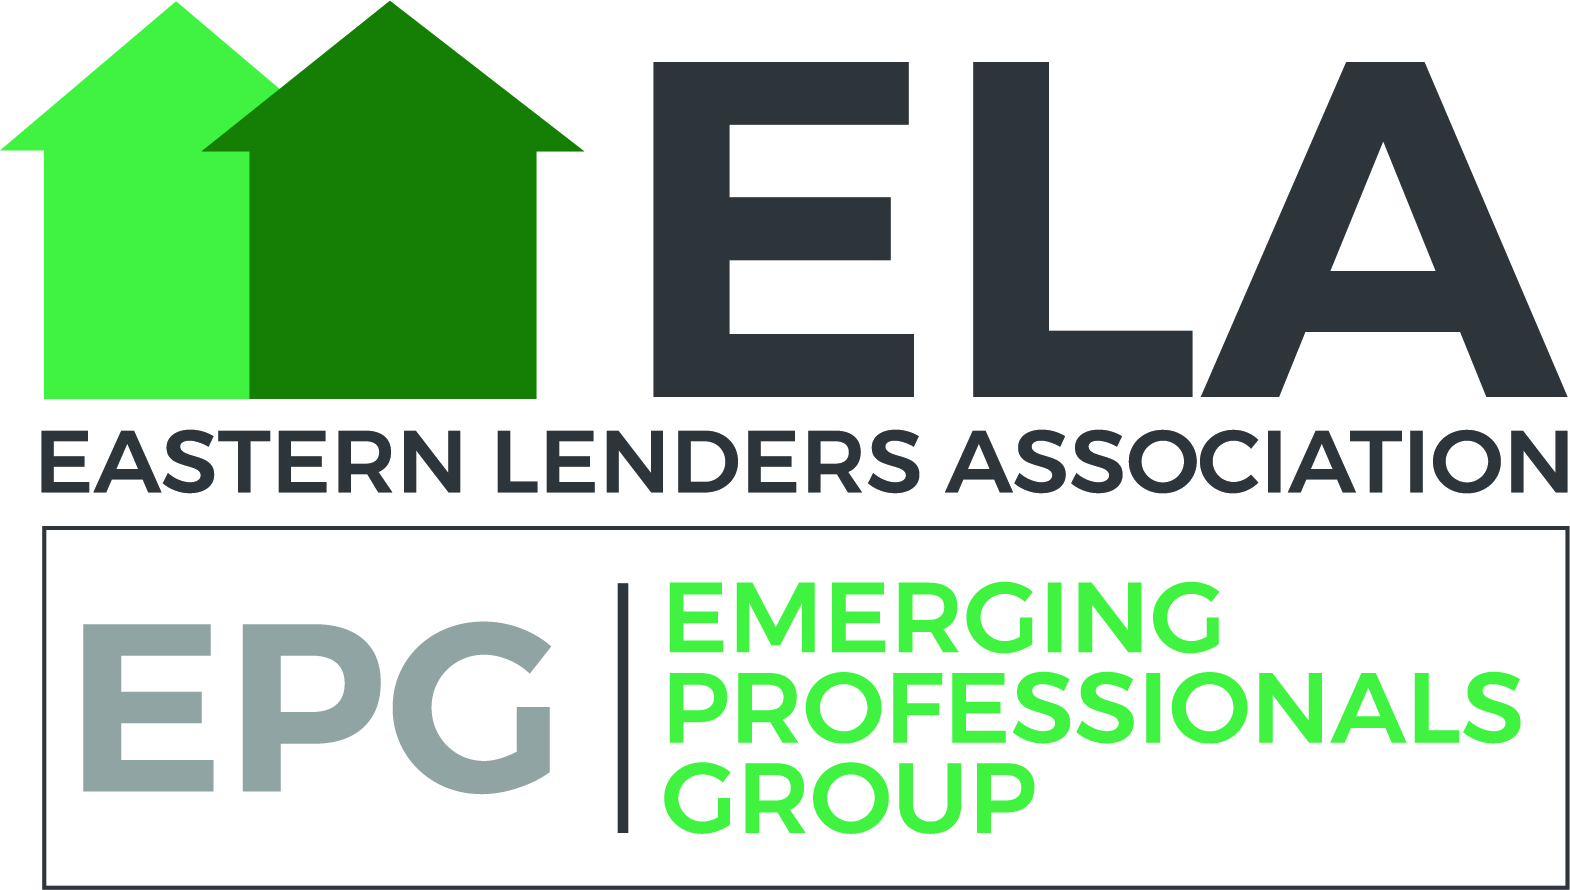 ELA
EASTERN LENDERS ASSOCIATION
EPG
EMERGING
PROFESSIONALS
GROUP